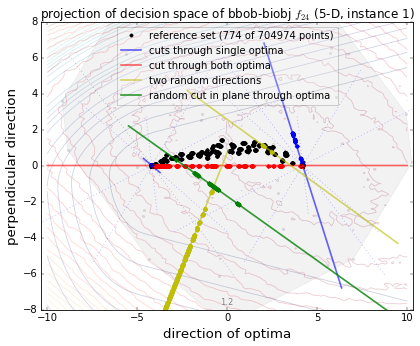 projection of decision space of bbob-biobj f₂₄ (5-D, instance 1)
reference set (774 of 704974 points)
cuts through single optima
cut through both optima
two random directions
random cut in plane through optima
perpendicular direction
8
6
4
2
0
−2
−4
−6
−8
1.2
−10
−5
0
5
10
direction of optima